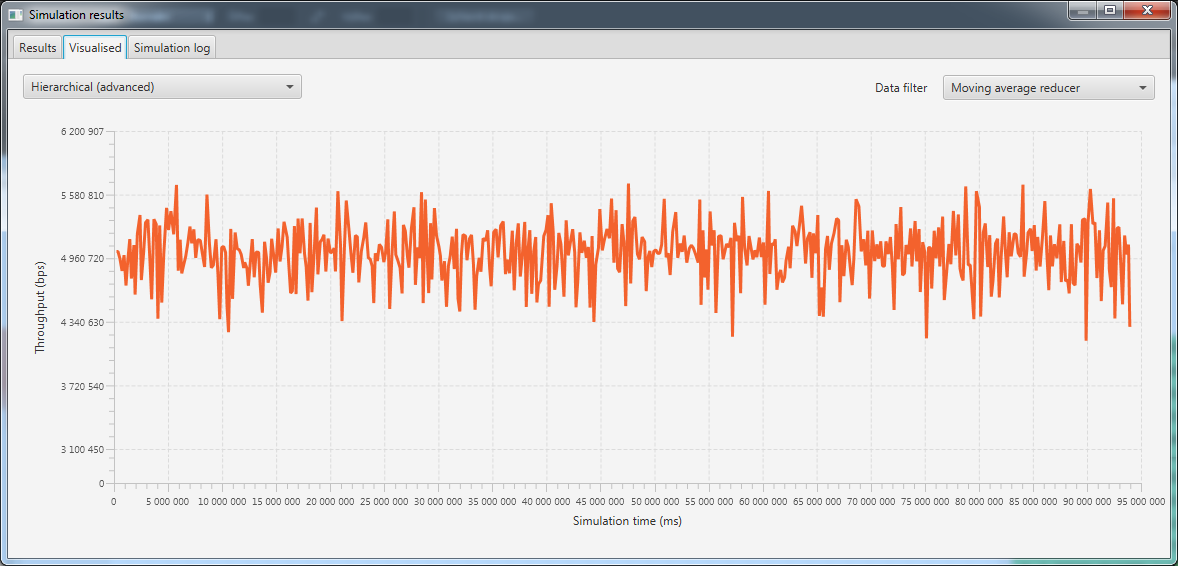 Simulation results
Results Visualised Simulation log
Hierarchical (advanced) Data filter Moving average reducer
6 200 907
5 580 810
4 960 720
4 340 630
3 720 540
3 100 450
0
Throughput (bps)
0 5 000 000 10 000 000 15 000 000 20 000 000 25 000 000 30 000 000 35 000 000 40 000 000 45 000 000 50 000 000 55 000 000 60 000 000 65 000 000 70 000 000 75 000 000 80 000 000 85 000 000 90 000 000 95 000 000
Simulation time (ms)